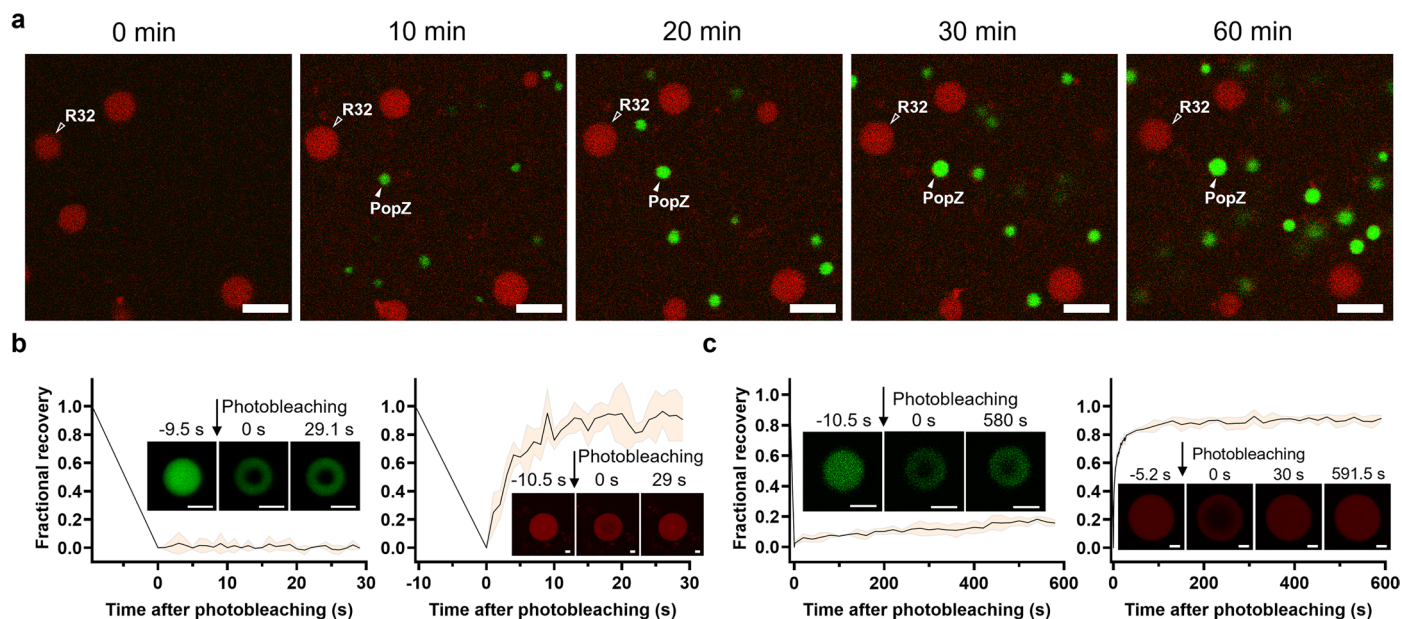 a
0 min 10 min 20 min 30 min 60 min
R32 R32 R32 R32 R32
PopZ PopZ PopZ PopZ
b
Fractional recovery
1.0
0.8
0.6
0.4
0.2
0.0
Photobleaching
-9.5 s 0 s 29.1 s
0 10 20 30
Time after photobleaching (s)
1.0
0.8
0.6
0.4
0.2
0.0
Photobleaching
-10.5 s 0 s 29 s
-10 0 10 20 30
Time after photobleaching (s)
c
Fractional recovery
1.0
0.8
0.6
0.4
0.2
0.0
Photobleaching
-10.5 s 0 s 580 s
0 200 400 600
Time after photobleaching (s)
1.0
0.8
0.6
0.4
0.2
0.0
Photobleaching
-5.2 s 0 s 30 s 591.5 s
0 200 400 600
Time after photobleaching (s)